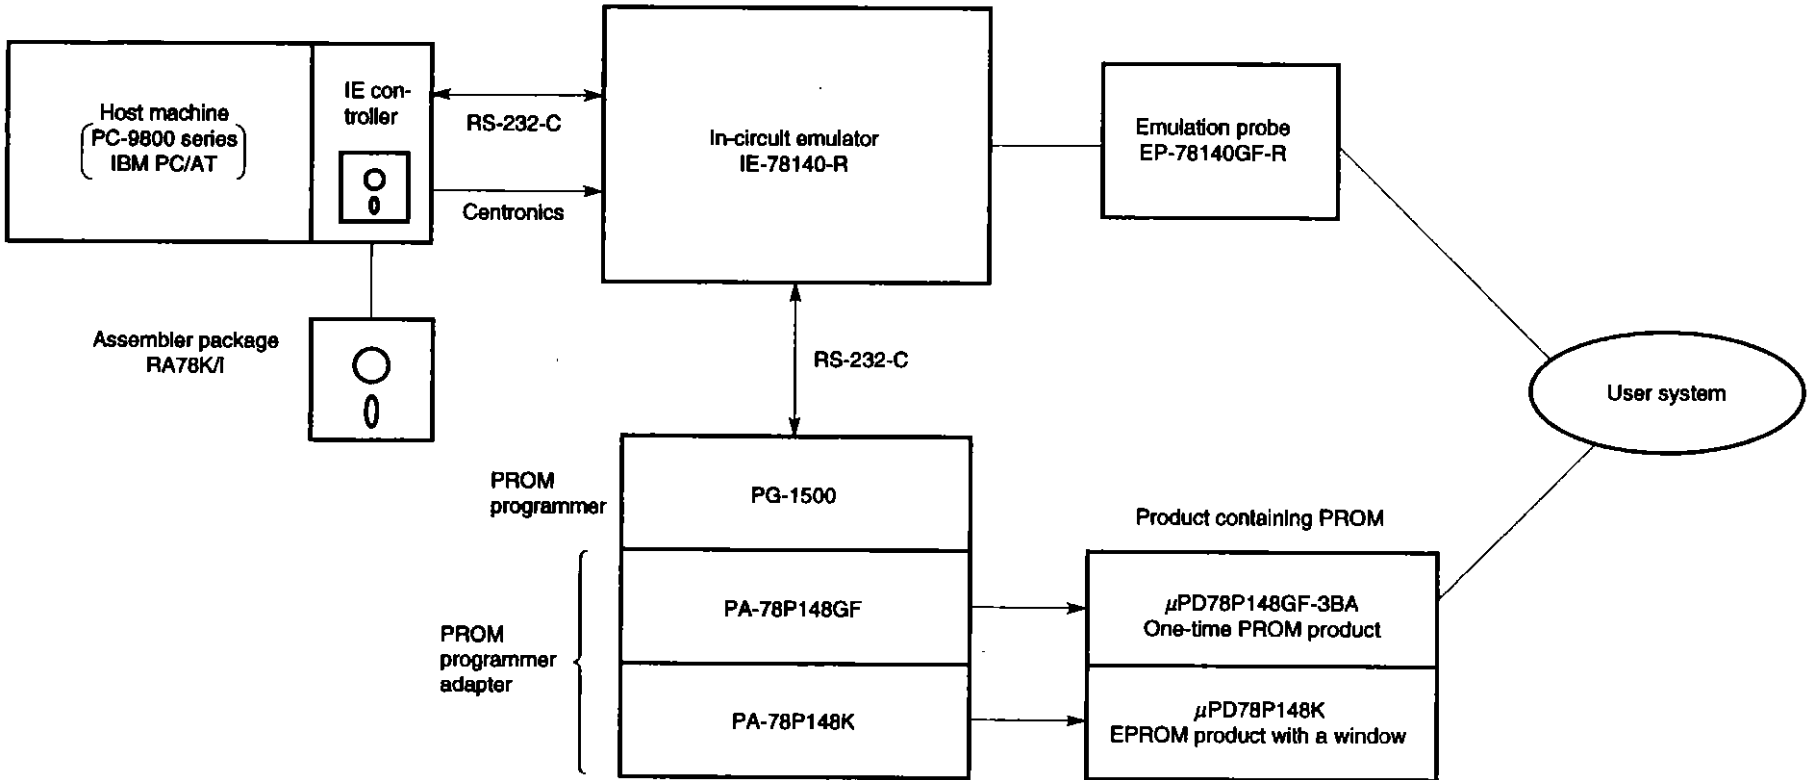 Host machine
PC-9800 series
IBM PC/AT
IE con-
troller
RS-232-C
Centronics
In-circuit emulator
IE-78140-R
Emulation probe
EP-78140GF-R
Assembler package
RA78K/I
RS-232-C
User system
PROM
programmer
PG-1500
Product containing PROM
PROM
programmer
adapter
PA-78P148GF
μPD78P148GF-3BA
One-time PROM product
PA-78P148K
μPD78P148K
EPROM product with a window